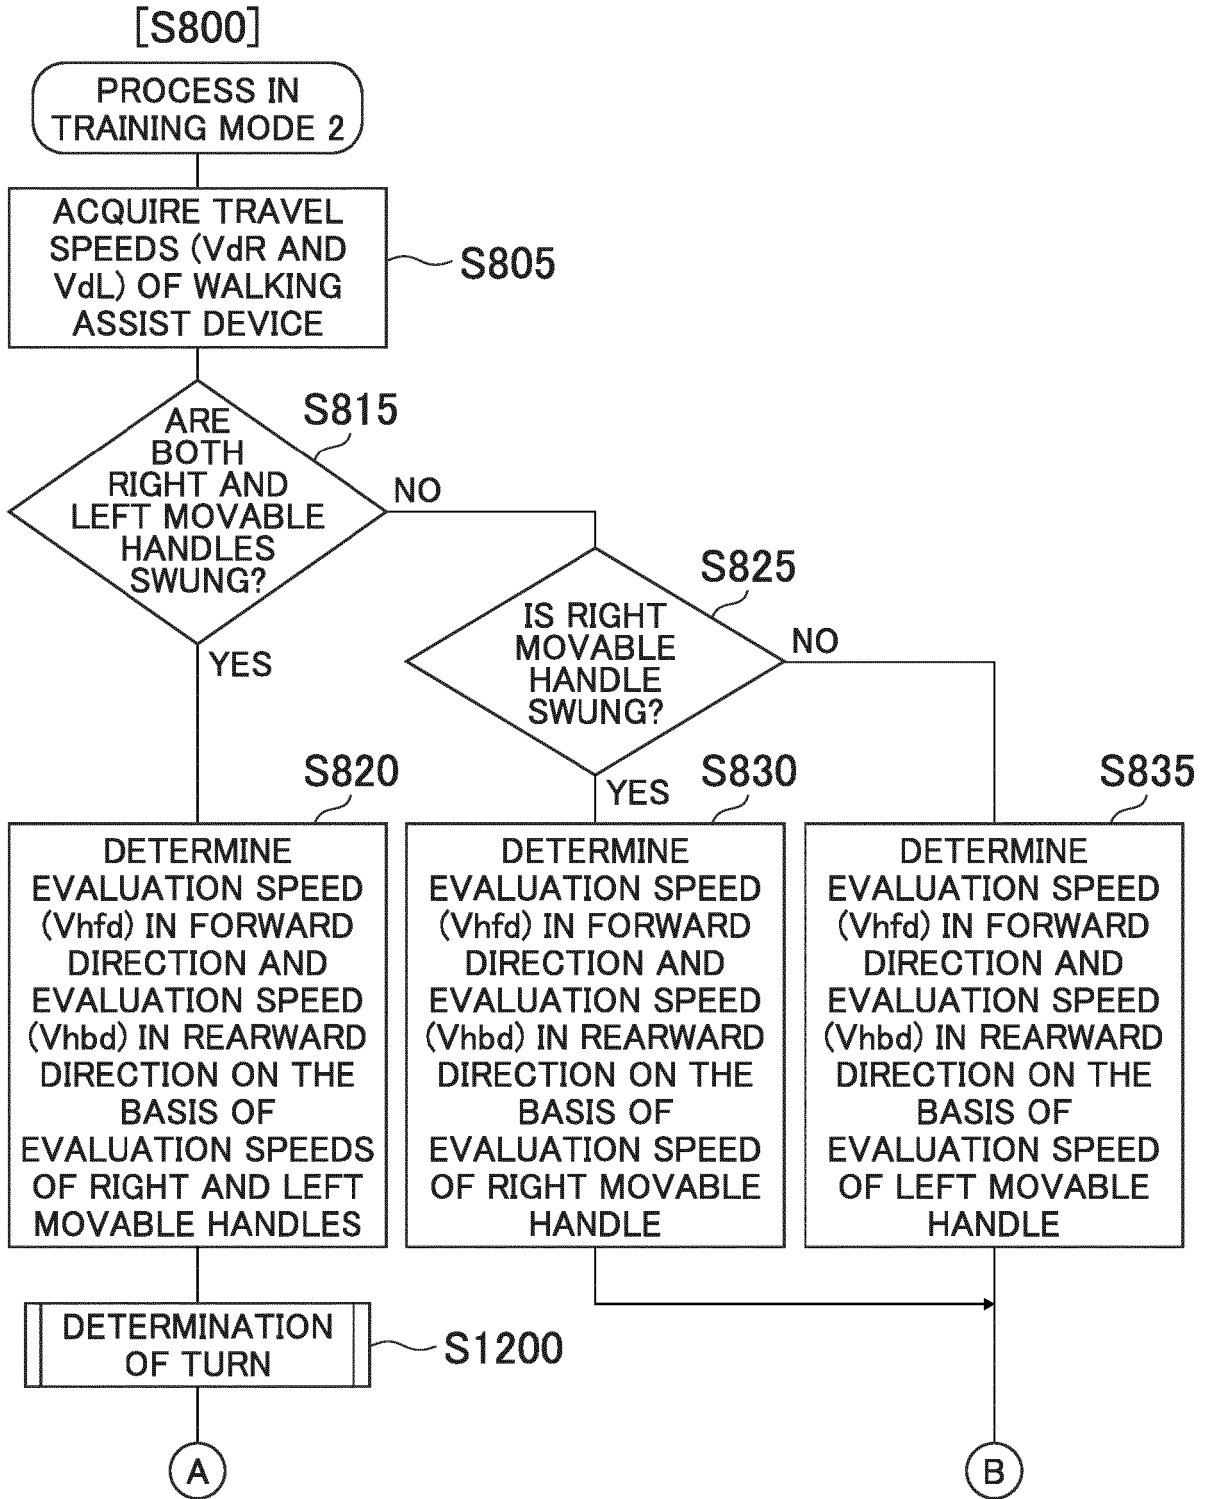 [S800]
PROCESS IN
TRAINING MODE 2
ACQUIRE TRAVEL
SPEEDS (VdR AND
VdL) OF WALKING
ASSIST DEVICE
S805
ARE
BOTH
RIGHT AND
LEFT MOVABLE
HANDLES
SWUNG?
S815
NO
YES
IS RIGHT
MOVABLE
HANDLE
SWUNG?
S825
NO
YES
S820
DETERMINE
EVALUATION SPEED
(Vhfd) IN FORWARD
DIRECTION AND
EVALUATION SPEED
(Vhbd) IN REARWARD
DIRECTION ON THE
BASIS OF
EVALUATION SPEEDS
OF RIGHT AND LEFT
MOVABLE HANDLES
S830
DETERMINE
EVALUATION SPEED
(Vhfd) IN FORWARD
DIRECTION AND
EVALUATION SPEED
(Vhbd) IN REARWARD
DIRECTION ON THE
BASIS OF
EVALUATION SPEED
OF RIGHT MOVABLE
HANDLE
S835
DETERMINE
EVALUATION SPEED
(Vhfd) IN FORWARD
DIRECTION AND
EVALUATION SPEED
(Vhbd) IN REARWARD
DIRECTION ON THE
BASIS OF
EVALUATION SPEED
OF LEFT MOVABLE
HANDLE
DETERMINATION
OF TURN
S1200
A
B